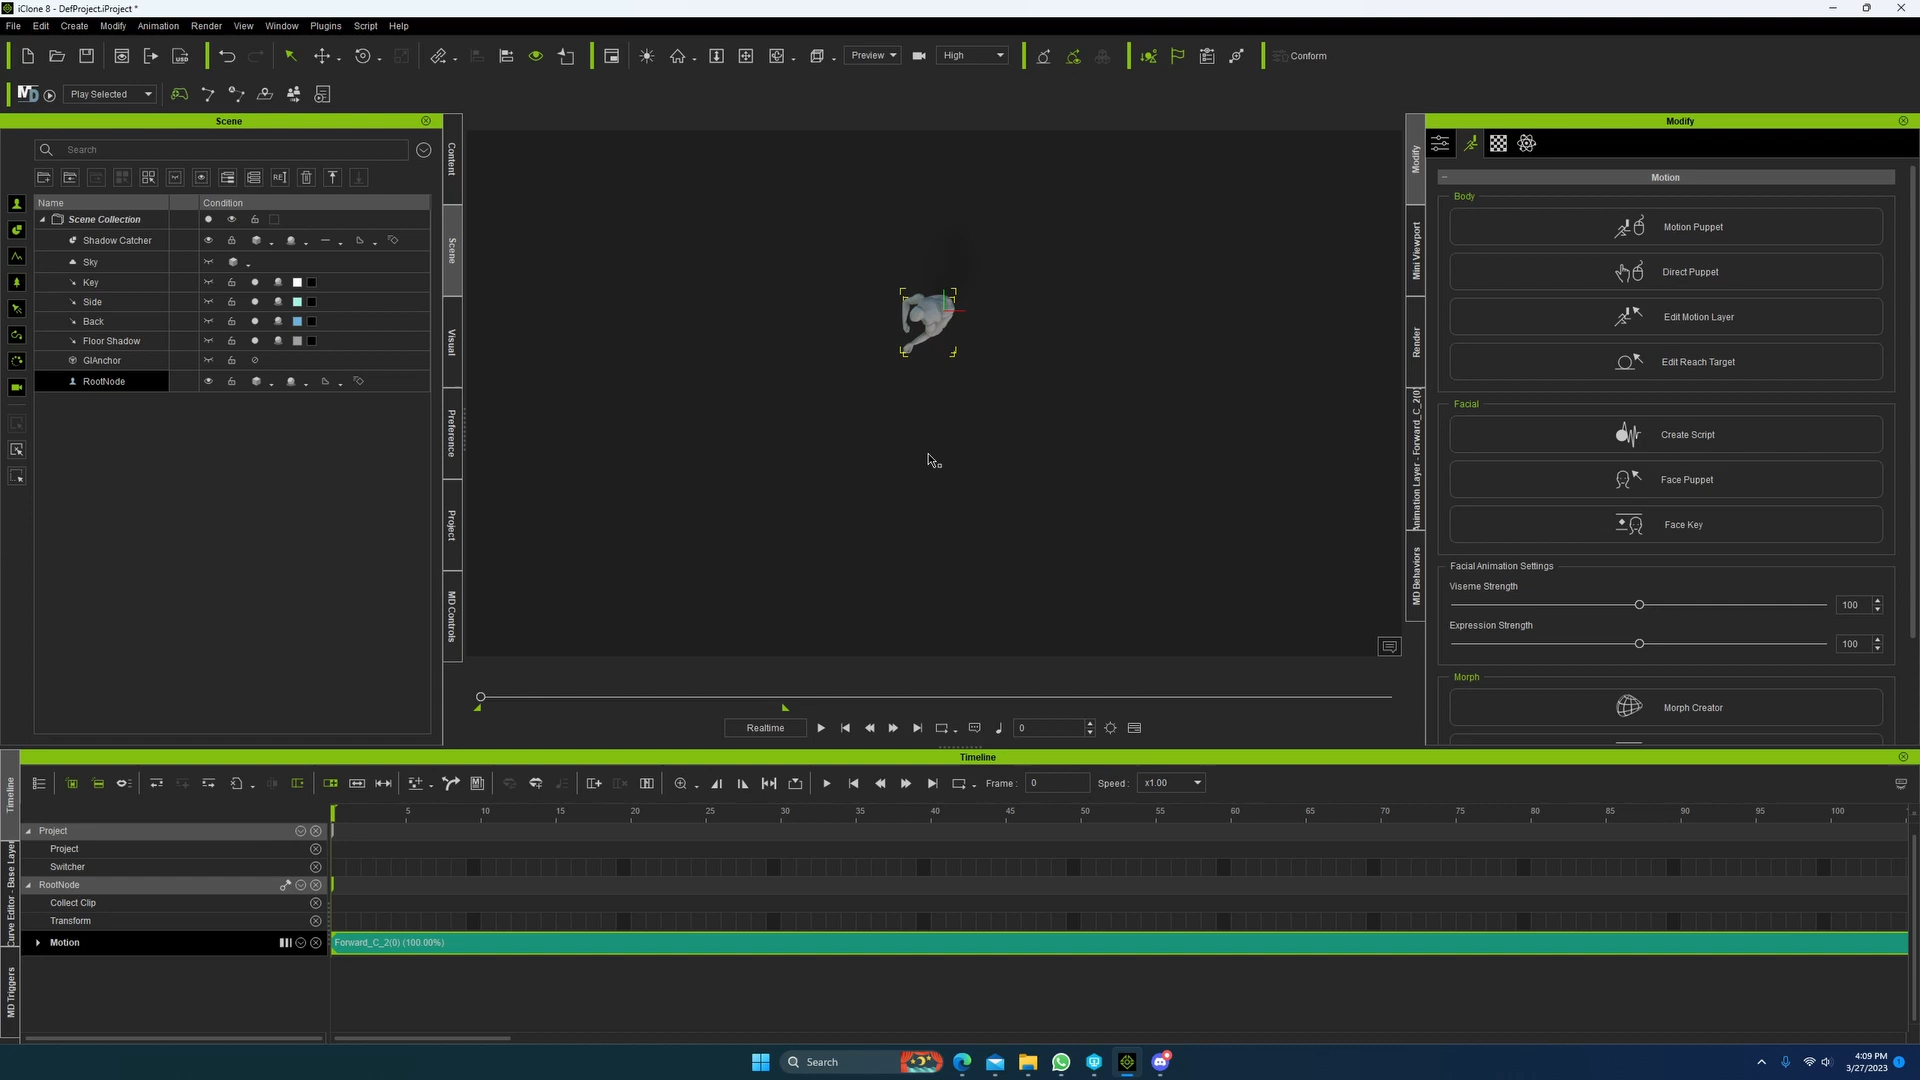 iClone 8 - DefProject.iProject *
File Edit Create Modify Animation Render View Window Plugins Script Help
Preview High Conform
MD Play Selected
Scene
Search
Name Condition
Scene Collection
Shadow Catcher
Sky
Key
Side
Back
Floor Shadow
GIAnchor
RootNode
Content
Scene
Visual
Preference
Project
MD Controls
Modify
Mini Viewport
Render
Animation Layer - Forward_C_2(0)
MD Behaviors
Modify
Motion
Body
Motion Puppet
Direct Puppet
Edit Motion Layer
Edit Reach Target
Facial
Create Script
Face Puppet
Face Key
Facial Animation Settings
Viseme Strength
100
Expression Strength
100
Morph
Morph Creator
Realtime 0
Timeline
Frame : 0 Speed : x1.00
5 10 15 20 25 30 35 40 45 50 55 60 65 70 75 80 85 90 95 100
Project
Project
Switcher
RootNode
Collect Clip
Transform
Motion Forward_C_2(0) (100.00%)
Timeline
Curve Editor - Base Layer
MD Triggers
Search
4:09 PM
3/27/2023